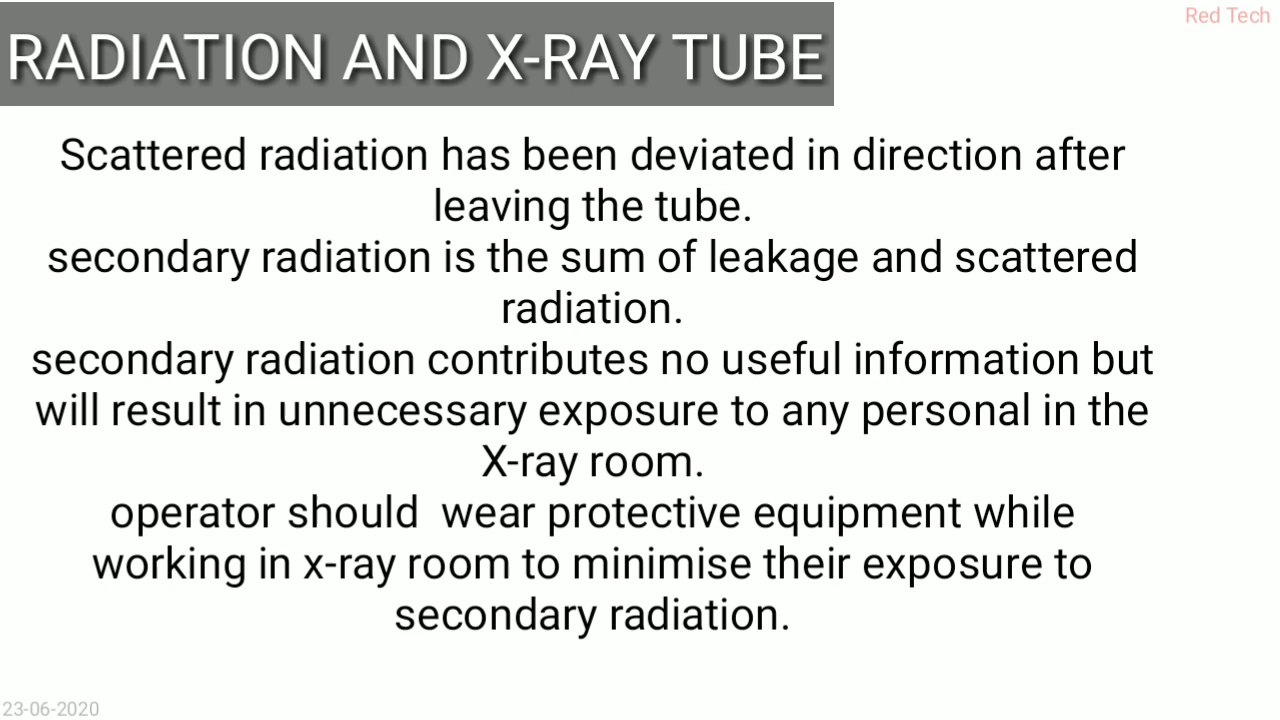 RADIATION AND X-RAY TUBE
Red Tech
Scattered radiation has been deviated in direction after
leaving the tube.
secondary radiation is the sum of leakage and scattered
radiation.
secondary radiation contributes no useful information but
will result in unnecessary exposure to any personal in the
X-ray room.
operator should  wear protective equipment while
working in x-ray room to minimise their exposure to
secondary radiation.
23-06-2020